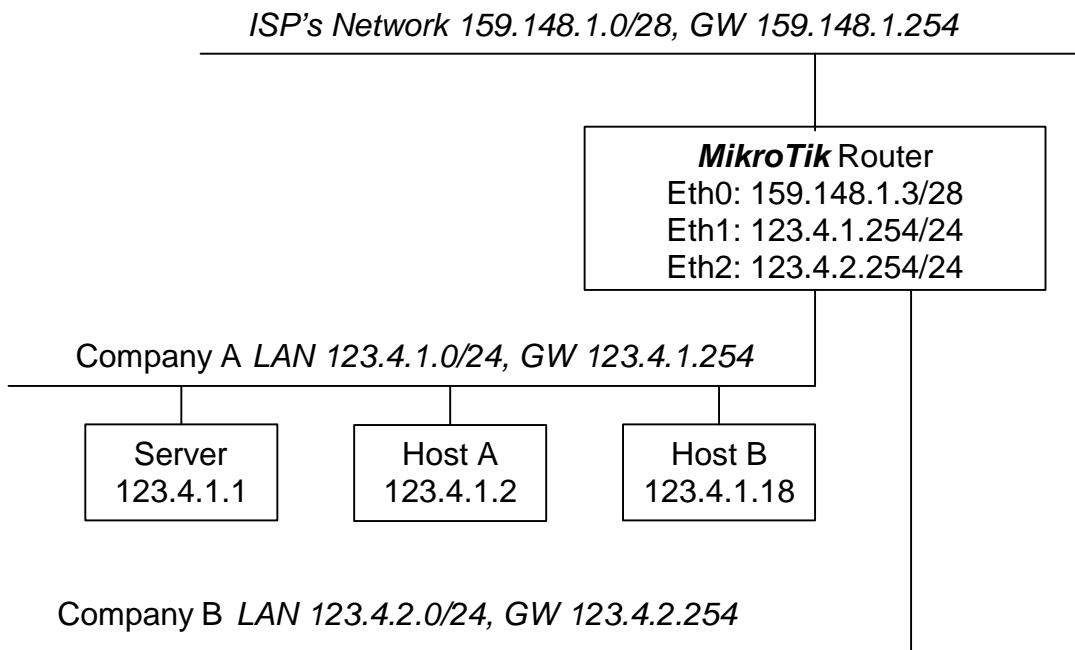 ISP's Network 159.148.1.0/28, GW 159.148.1.254
MikroTik Router
Eth0: 159.148.1.3/28
Eth1: 123.4.1.254/24
Eth2: 123.4.2.254/24
Company A LAN 123.4.1.0/24, GW 123.4.1.254
Server
123.4.1.1
Host A
123.4.1.2
Host B
123.4.1.18
Company B LAN 123.4.2.0/24, GW 123.4.2.254